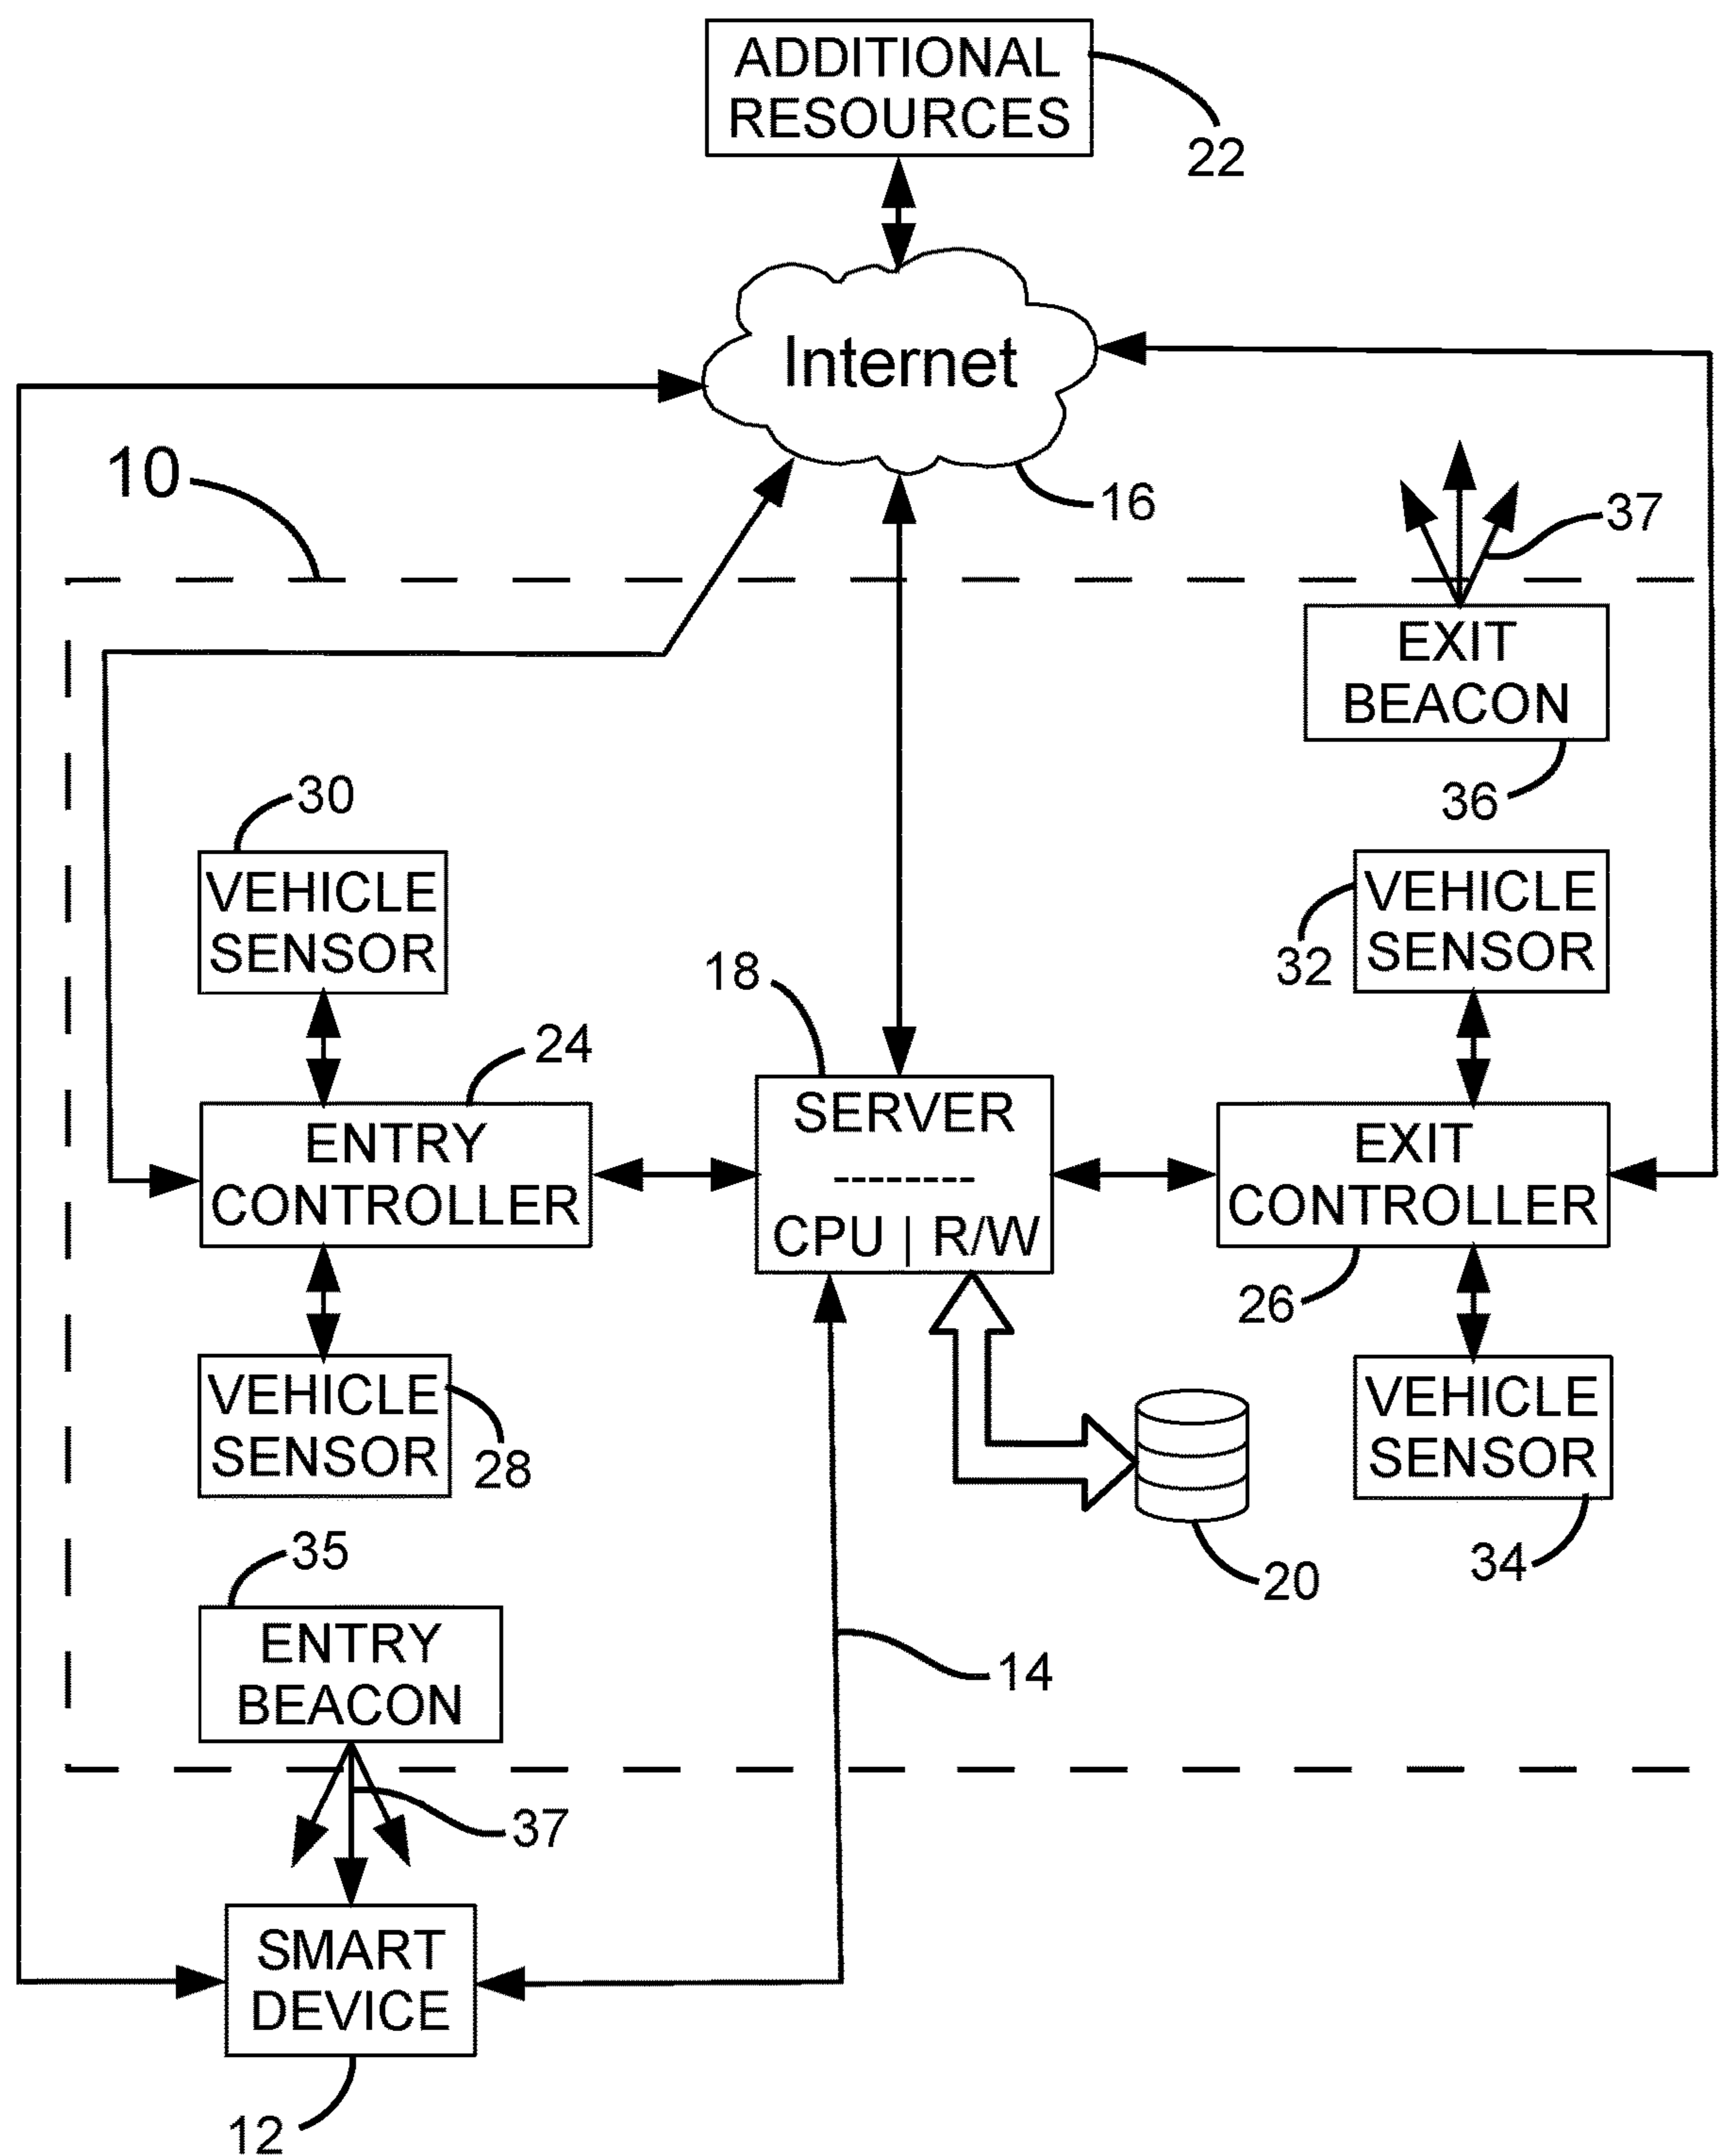 ADDITIONAL
RESOURCES
22
Internet
10
16
37
EXIT
BEACON
36
30
VEHICLE
SENSOR
32
VEHICLE
SENSOR
18
24
ENTRY
CONTROLLER
SERVER
---------
CPU | R/W
EXIT
CONTROLLER
26
VEHICLE
SENSOR
28
VEHICLE
SENSOR
34
20
35
ENTRY
BEACON
14
37
SMART
DEVICE
12